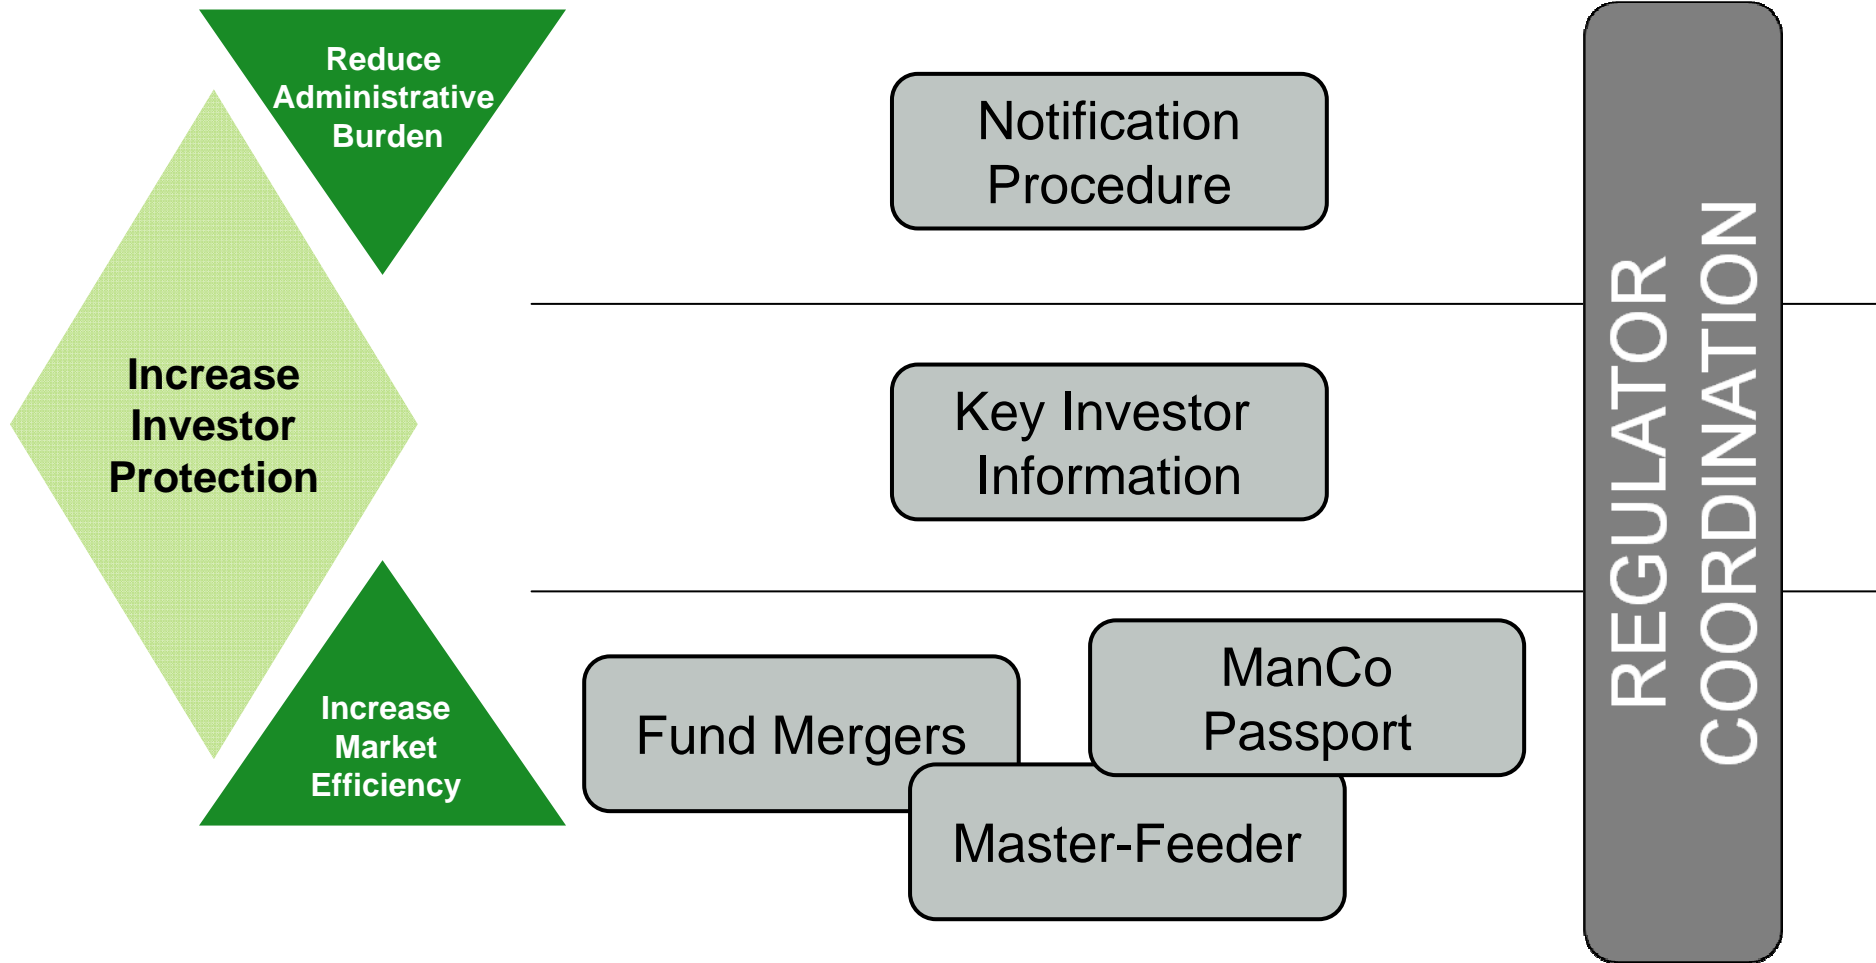 Reduce
Administrative
Burden
Notification
Procedure
Increase
Investor
Protection
Key Investor
Information
Increase
Market
Efficiency
Fund Mergers
ManCo
Passport
Master-Feeder
REGULATOR
COORDINATION